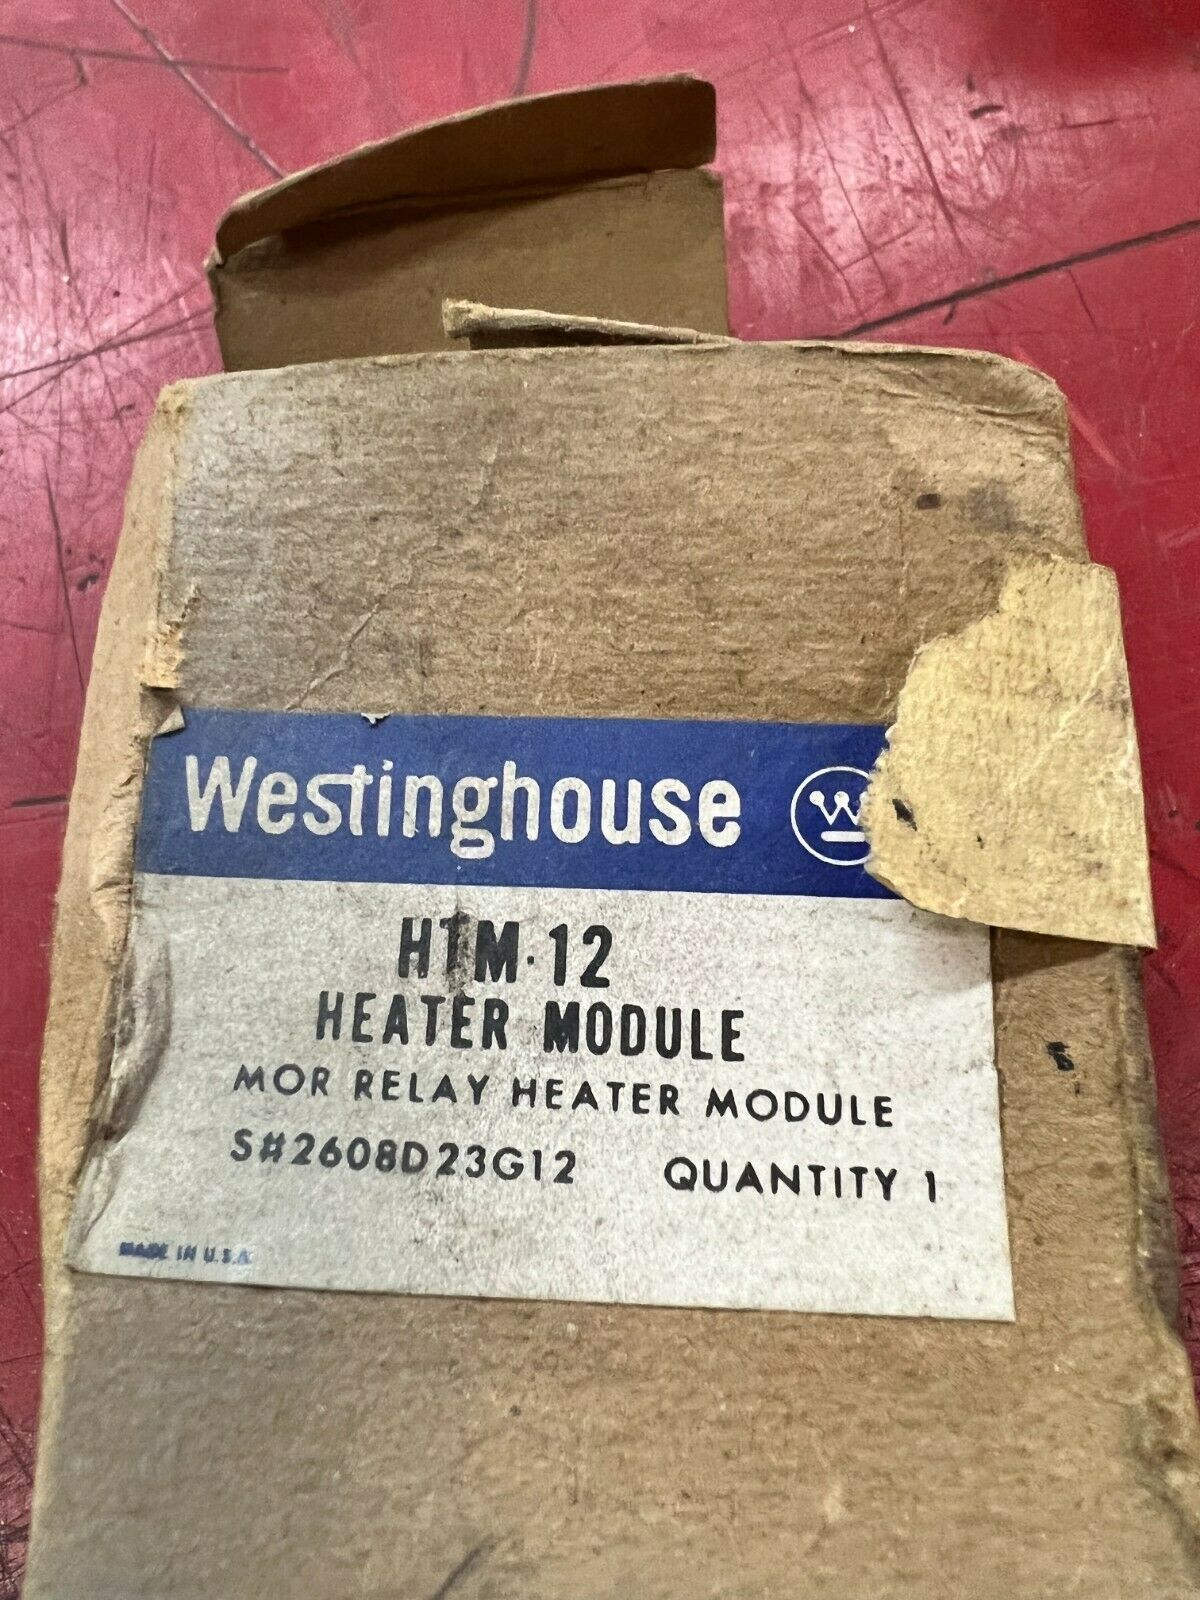 Westinghouse W
HTM-12
HEATER MODULE
MOR RELAY HEATER MODULE
S#2608D23G12 QUANTITY 1
MADE IN U.S.A.